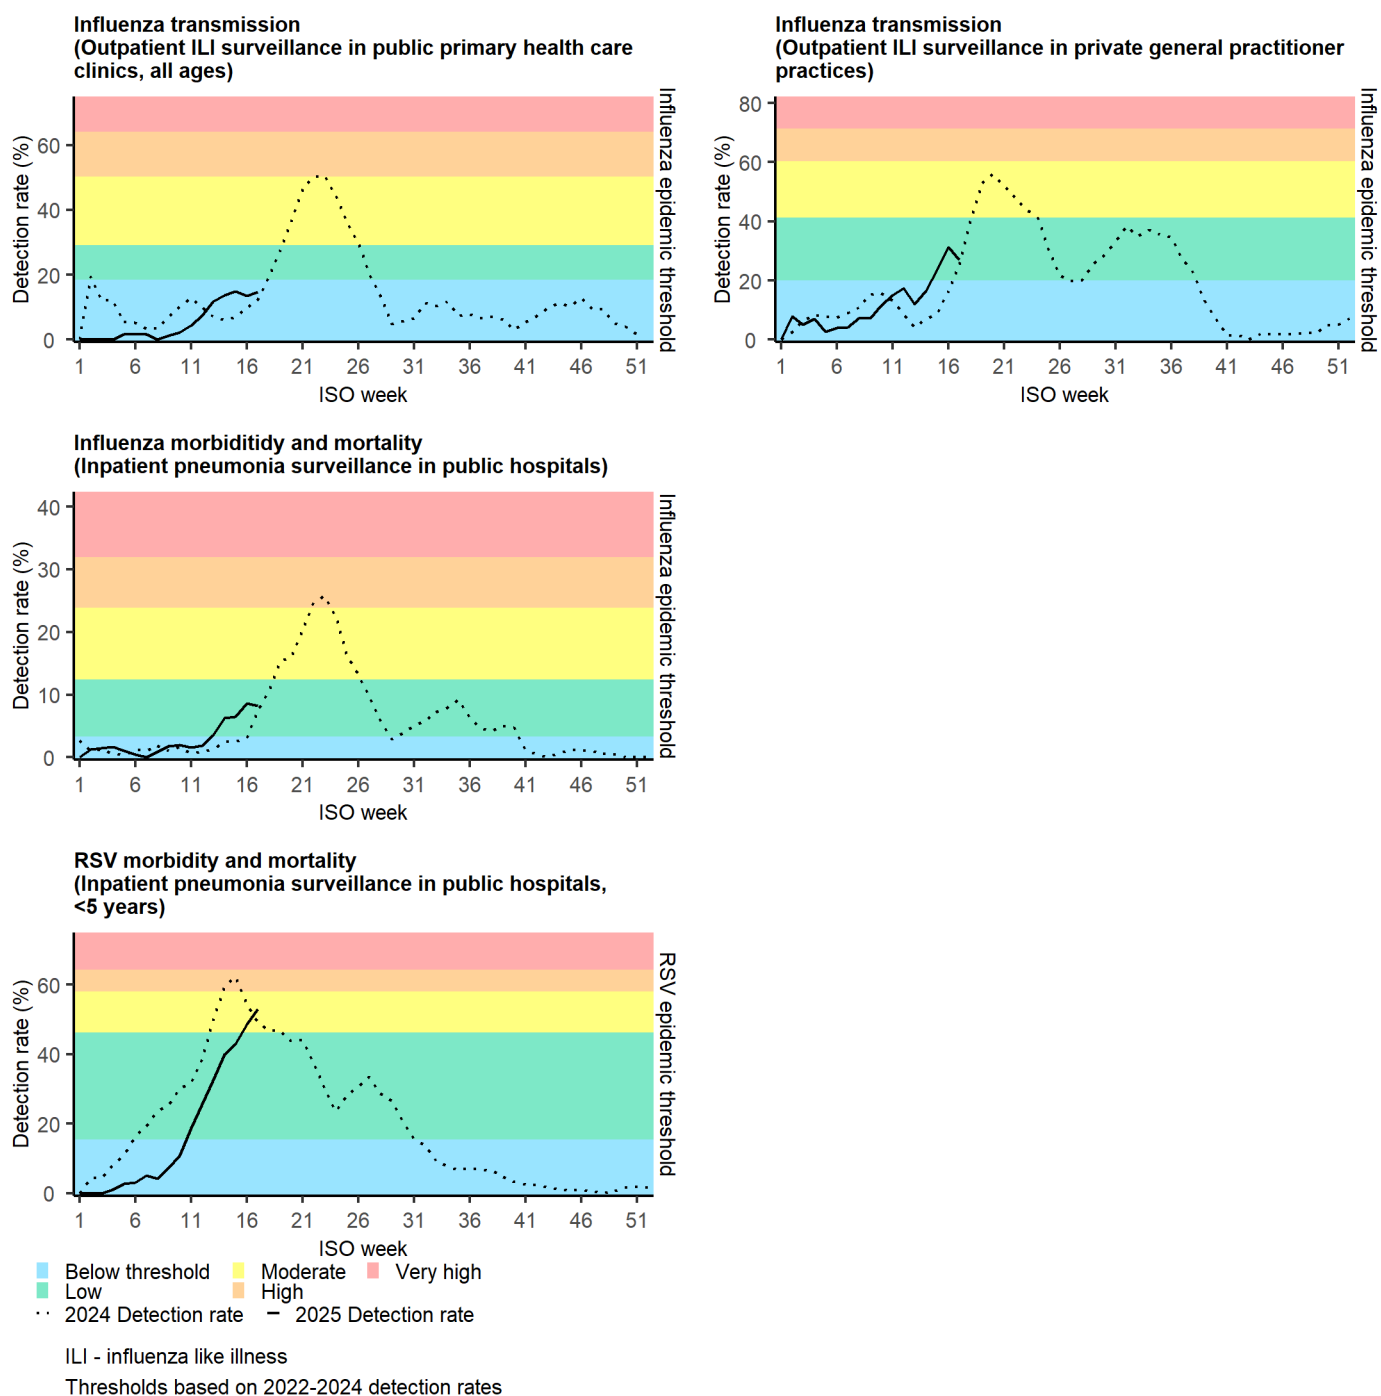 Influenza transmission
(Outpatient ILI surveillance in public primary health care
clinics, all ages)
Detection rate (%)
60
40
20
0
1 6 11 16 21 26 31 36 41 46 51
ISO week
Influenza epidemic threshold
Influenza transmission
(Outpatient ILI surveillance in private general practitioner
practices)
Detection rate (%)
80
60
40
20
0
1 6 11 16 21 26 31 36 41 46 51
ISO week
Influenza epidemic threshold
Influenza morbiditidy and mortality
(Inpatient pneumonia surveillance in public hospitals)
Detection rate (%)
40
30
20
10
0
1 6 11 16 21 26 31 36 41 46 51
ISO week
Influenza epidemic threshold
RSV morbidity and mortality
(Inpatient pneumonia surveillance in public hospitals,
<5 years)
Detection rate (%)
60
40
20
0
1 6 11 16 21 26 31 36 41 46 51
ISO week
RSV epidemic threshold
Below threshold Moderate Very high
Low High
2024 Detection rate 2025 Detection rate
ILI - influenza like illness
Thresholds based on 2022-2024 detection rates